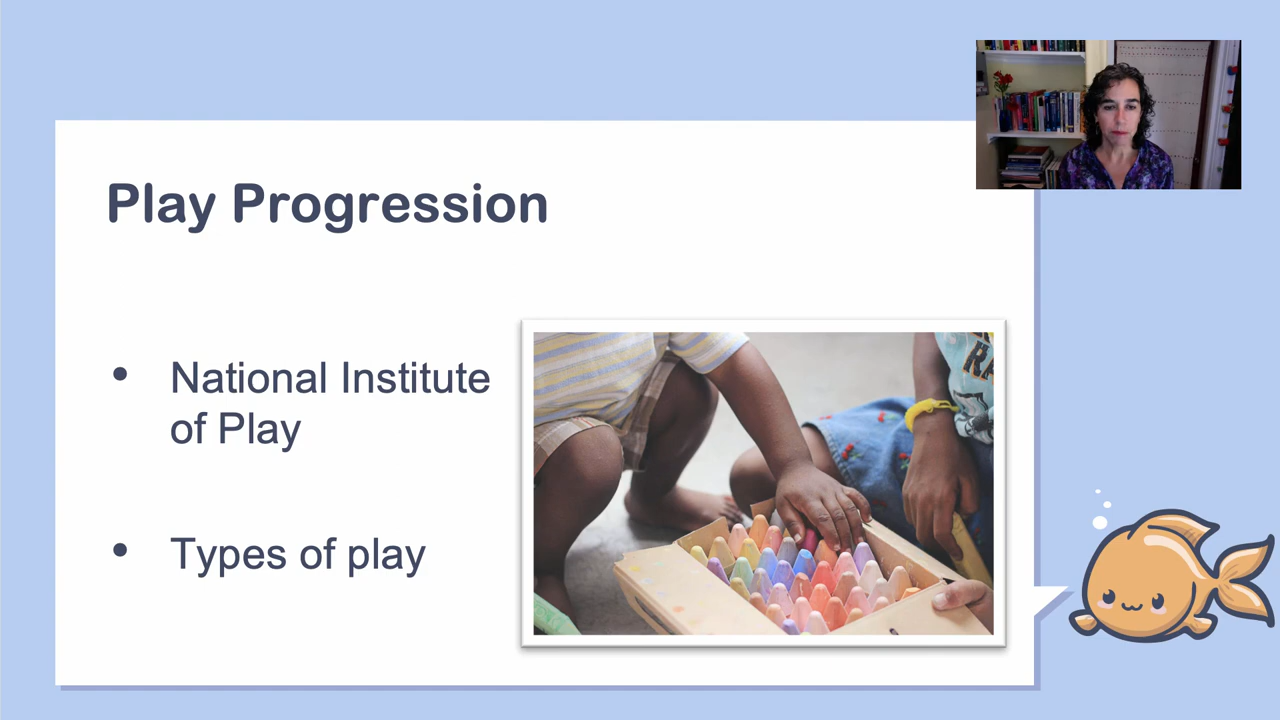 Play Progression
• National Institute
of Play
• Types of play